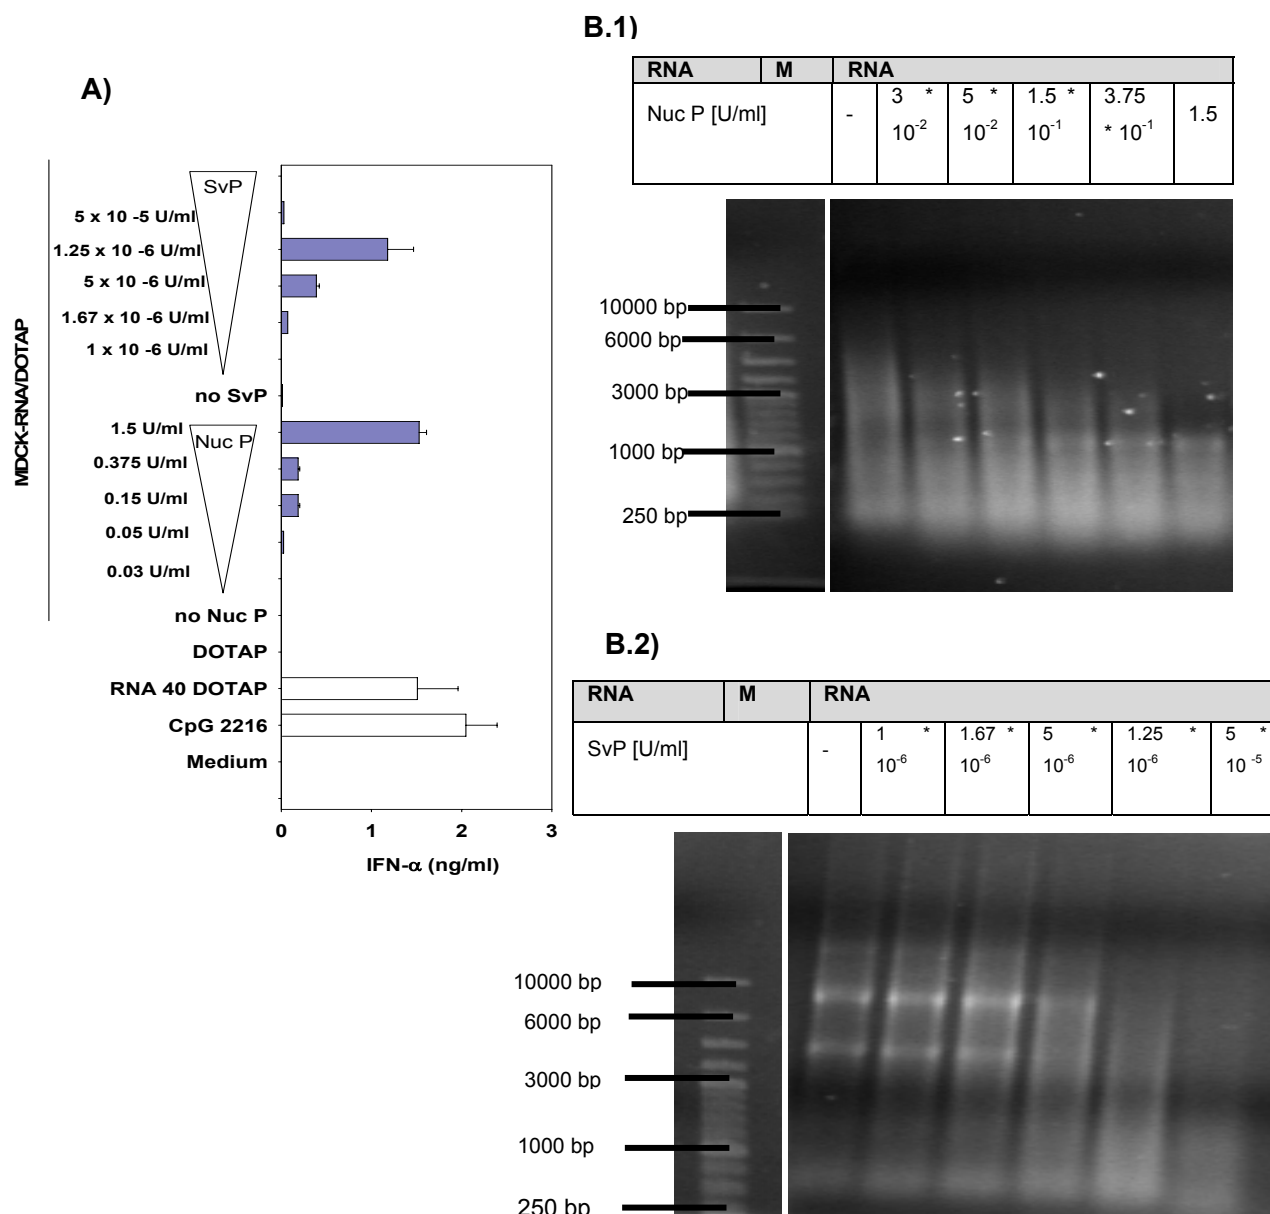 A)
MDCK-RNA/DOTAP
SvP
5 x 10 -5 U/ml
1.25 x 10 -6 U/ml
5 x 10 -6 U/ml
1.67 x 10 -6 U/ml
1 x 10 -6 U/ml
no SvP
1.5 U/ml
Nuc P
0.375 U/ml
0.15 U/ml
0.05 U/ml
0.03 U/ml
no Nuc P
DOTAP
RNA 40 DOTAP
CpG 2216
Medium
0 1 2 3
IFN-α (ng/ml)
B.1)
RNA M RNA
Nuc P [U/ml] - 3 * 10-2 5 * 10-2 1.5 * 10-1 3.75 * 10-1 1.5
10000 bp
6000 bp
3000 bp
1000 bp
250 bp
B.2)
RNA M RNA
SvP [U/ml] - 1 * 10-6 1.67 * 10-6 5 * 10-6 1.25 * 10-6 5 * 10 -5
10000 bp
6000 bp
3000 bp
1000 bp
250 bp